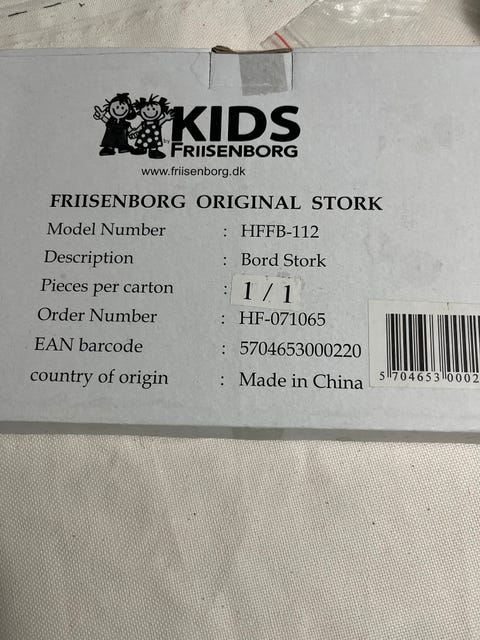 KIDS
by FRIISENBORG
www.friisenborg.dk
FRIISENBORG ORIGINAL STORK
Model Number : HFFB-112
Description : Bord Stork
Pieces per carton : 1 / 1
Order Number : HF-071065
EAN barcode : 5704653000220
country of origin : Made in China
5 704653 0002